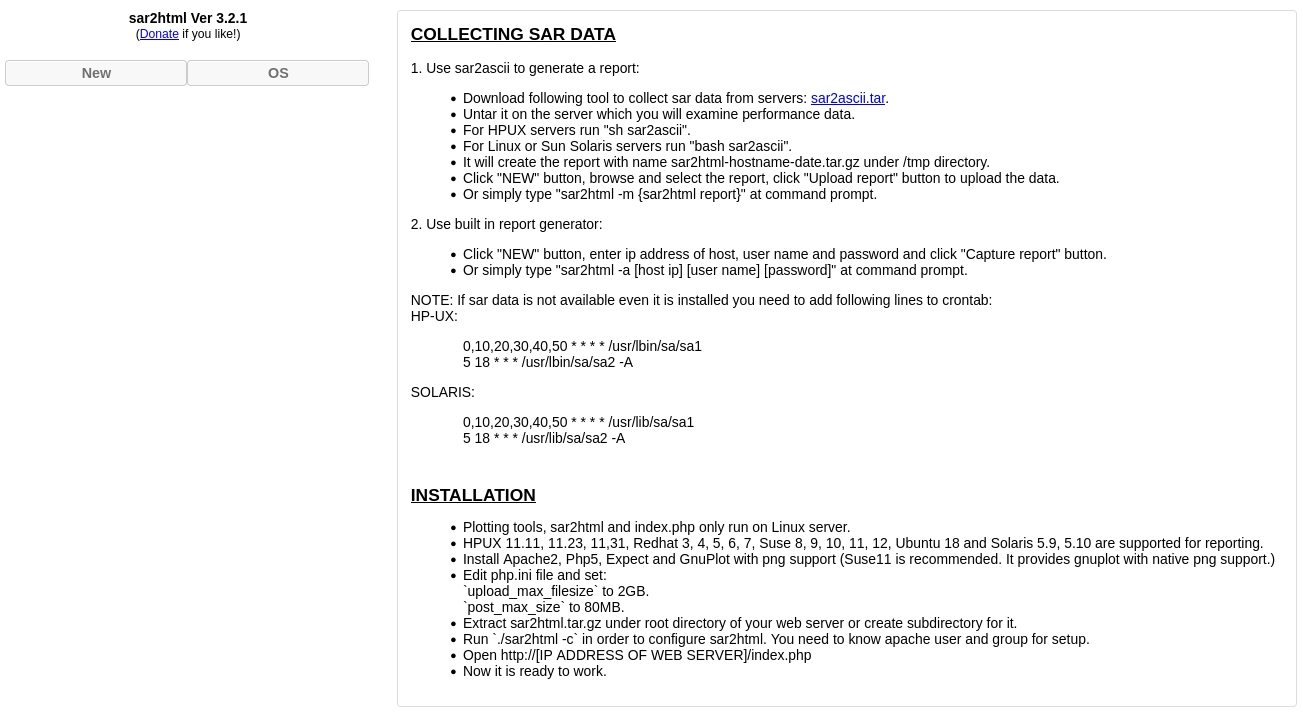 sar2html Ver 3.2.1
(Donate if you like!)
New
OS
COLLECTING SAR DATA
1. Use sar2ascii to generate a report:
• Download following tool to collect sar data from servers: sar2ascii.tar.
• Untar it on the server which you will examine performance data.
• For HPUX servers run "sh sar2ascii".
• For Linux or Sun Solaris servers run "bash sar2ascii".
• It will create the report with name sar2html-hostname-date.tar.gz under /tmp directory.
• Click "NEW" button, browse and select the report, click "Upload report" button to upload the data.
• Or simply type "sar2html -m {sar2html report}" at command prompt.
2. Use built in report generator:
• Click "NEW" button, enter ip address of host, user name and password and click "Capture report" button.
• Or simply type "sar2html -a [host ip] [user name] [password]" at command prompt.
NOTE: If sar data is not available even it is installed you need to add following lines to crontab:
HP-UX:
0,10,20,30,40,50 * * * * /usr/lbin/sa/sa1
5 18 * * * /usr/lbin/sa/sa2 -A
SOLARIS:
0,10,20,30,40,50 * * * * /usr/lib/sa/sa1
5 18 * * * /usr/lib/sa/sa2 -A
INSTALLATION
• Plotting tools, sar2html and index.php only run on Linux server.
• HPUX 11.11, 11.23, 11,31, Redhat 3, 4, 5, 6, 7, Suse 8, 9, 10, 11, 12, Ubuntu 18 and Solaris 5.9, 5.10 are supported for reporting.
• Install Apache2, Php5, Expect and GnuPlot with png support (Suse11 is recommended. It provides gnuplot with native png support.)
• Edit php.ini file and set:
`upload_max_filesize` to 2GB.
`post_max_size` to 80MB.
• Extract sar2html.tar.gz under root directory of your web server or create subdirectory for it.
• Run `./sar2html -c` in order to configure sar2html. You need to know apache user and group for setup.
• Open http://[IP ADDRESS OF WEB SERVER]/index.php
• Now it is ready to work.